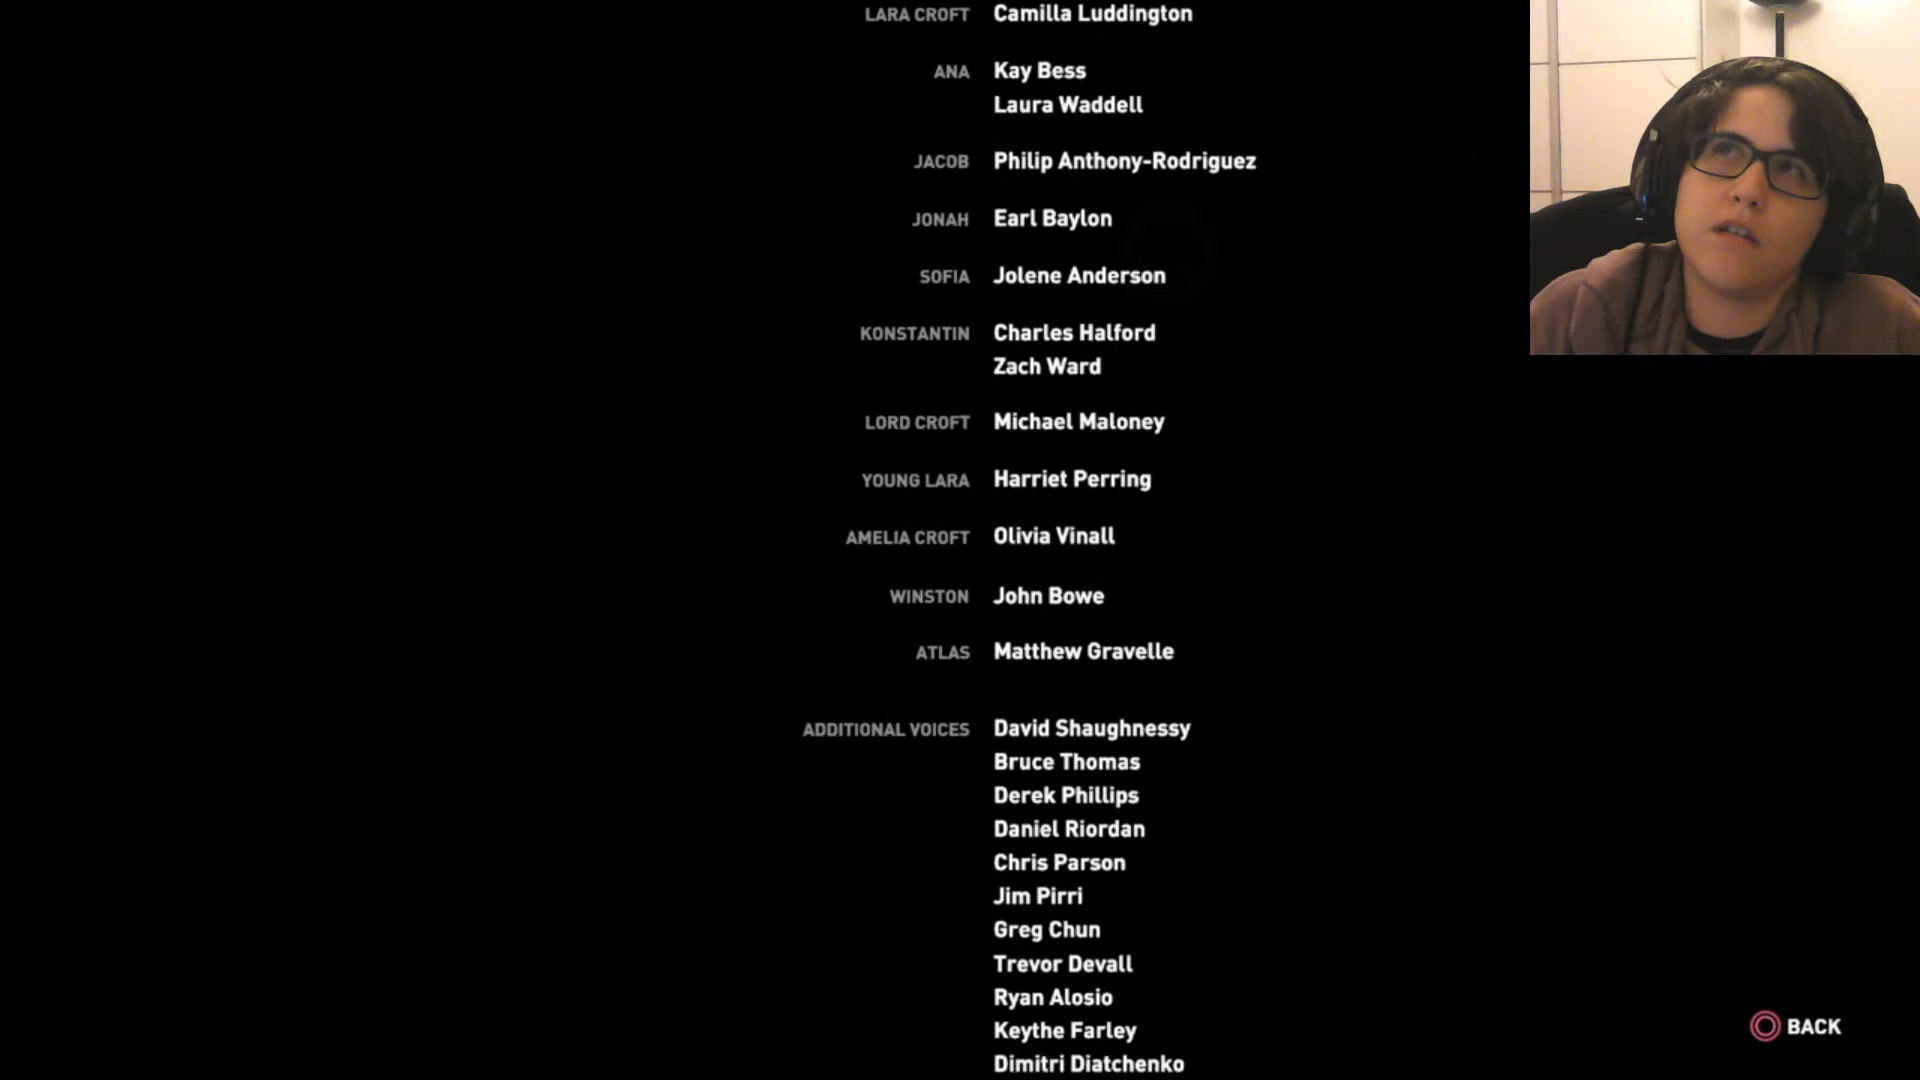 LARA CROFT Camilla Luddington
ANA Kay Bess
Laura Waddell
JACOB Philip Anthony-Rodriguez
JONAH Earl Baylon
SOFIA Jolene Anderson
KONSTANTIN Charles Halford
Zach Ward
LORD CROFT Michael Maloney
YOUNG LARA Harriet Perring
AMELIA CROFT Olivia Vinall
WINSTON John Bowe
ATLAS Matthew Gravelle
ADDITIONAL VOICES David Shaughnessy
Bruce Thomas
Derek Phillips
Daniel Riordan
Chris Parson
Jim Pirri
Greg Chun
Trevor Devall
Ryan Alosio
Keythe Farley
Dimitri Diatchenko
BACK